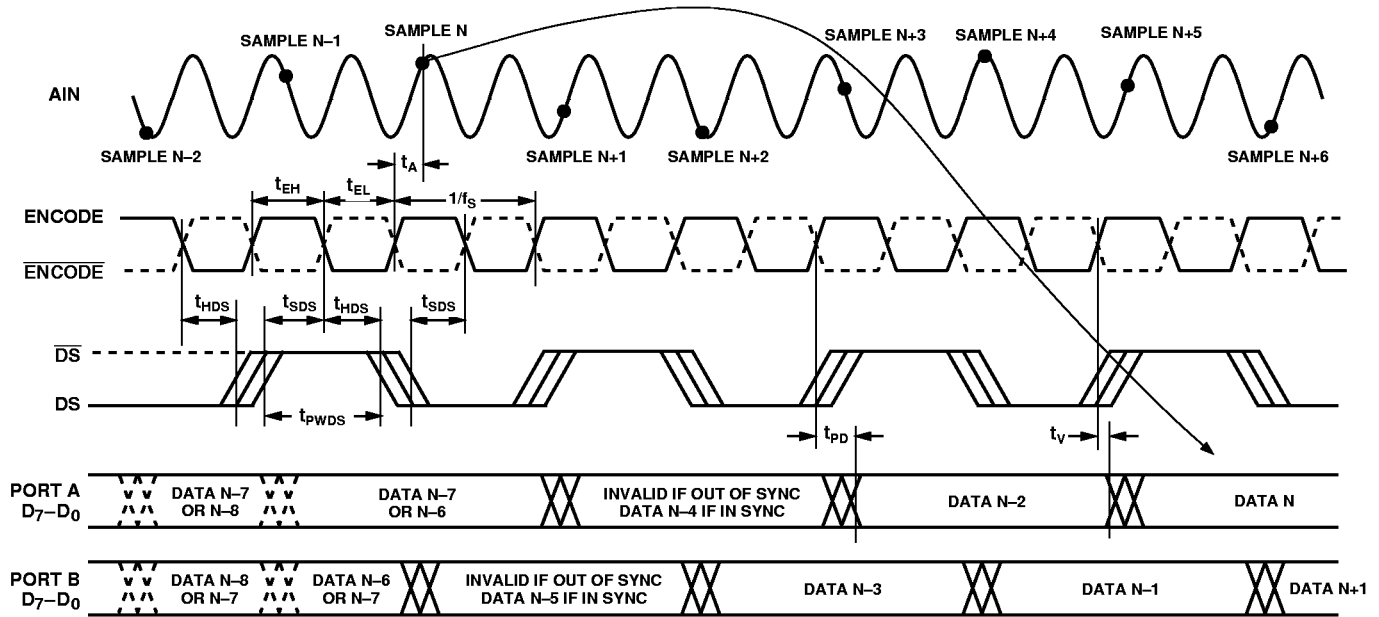 SAMPLE N–1
SAMPLE N
SAMPLE N+3
SAMPLE N+4
SAMPLE N+5
AIN
SAMPLE N–2
SAMPLE N+1
SAMPLE N+2
SAMPLE N+6
tA
tEH
tEL
1/fS
ENCODE
ENCODE
tHDS
tSDS
tHDS
tSDS
DS
DS
tPWDS
tPD
tV
PORT A
D7–D0
DATA N–7
OR N–8
DATA N–7
OR N–6
INVALID IF OUT OF SYNC
DATA N–4 IF IN SYNC
DATA N–2
DATA N
PORT B
D7–D0
DATA N–8
OR N–7
DATA N–6
OR N–7
INVALID IF OUT OF SYNC
DATA N–5 IF IN SYNC
DATA N–3
DATA N–1
DATA N+1